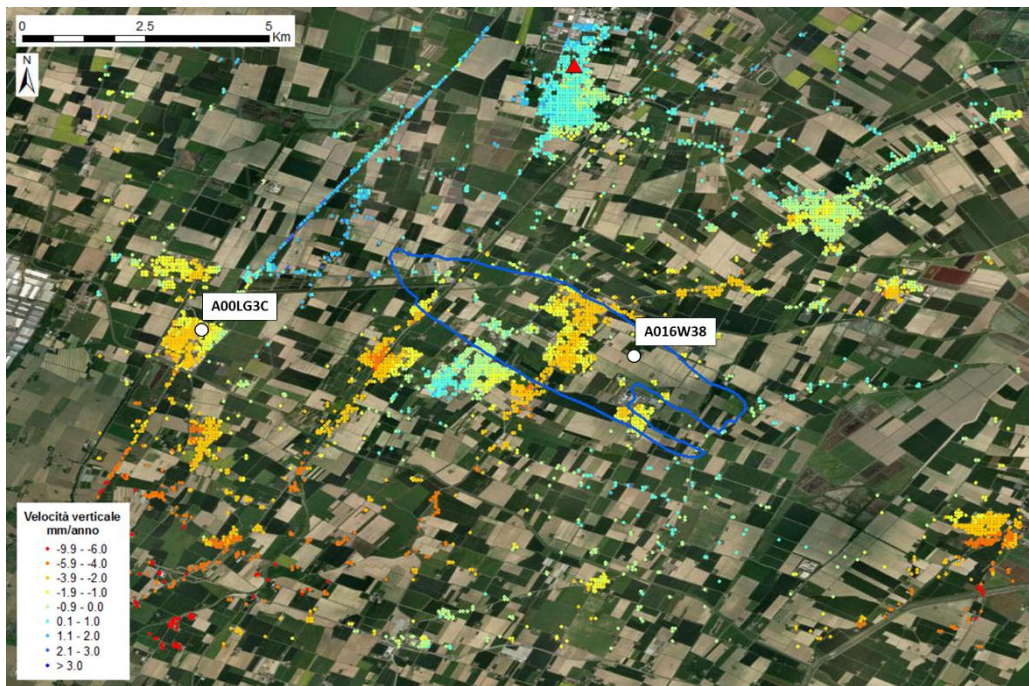 0 2.5 5
Km
N
A00LG3C
A016W38
Velocità verticale
mm/anno
-9.9 - -6.0
-5.9 - -4.0
-3.9 - -2.0
-1.9 - -1.0
-0.9 - 0.0
0.1 - 1.0
1.1 - 2.0
2.1 - 3.0
> 3.0